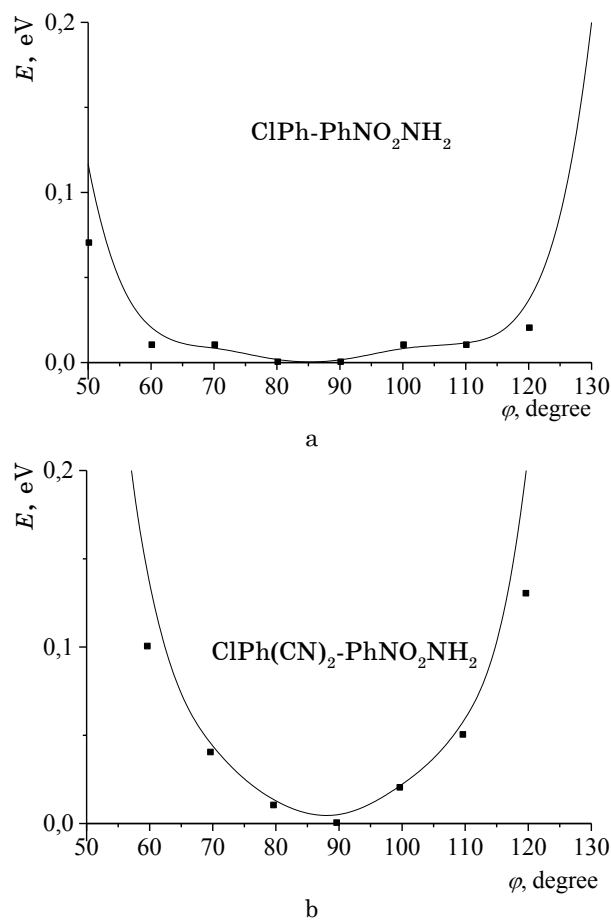 E, eV
0,2
0,1
0,0
ClPh-PhNO₂NH₂
50 60 70 80 90 100 110 120 130
φ, degree
a
E, eV
0,2
0,1
0,0
ClPh(CN)₂-PhNO₂NH₂
50 60 70 80 90 100 110 120 130
φ, degree
b